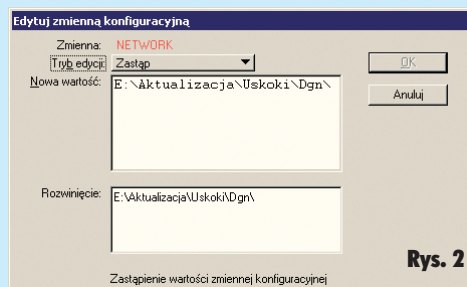 Edytuj zmienną konfiguracyjną
Zmienna: NETWORK
Tryb edycji: Zastąp
OK
Nowa wartość: E:\Aktualizacja\Uskoki\Dgn\
Anuluj
Rozwinięcie: E:\Aktualizacja\Uskoki\Dgn\
Rys. 2
Zastąpienie wartości zmiennej konfiguracyjnej